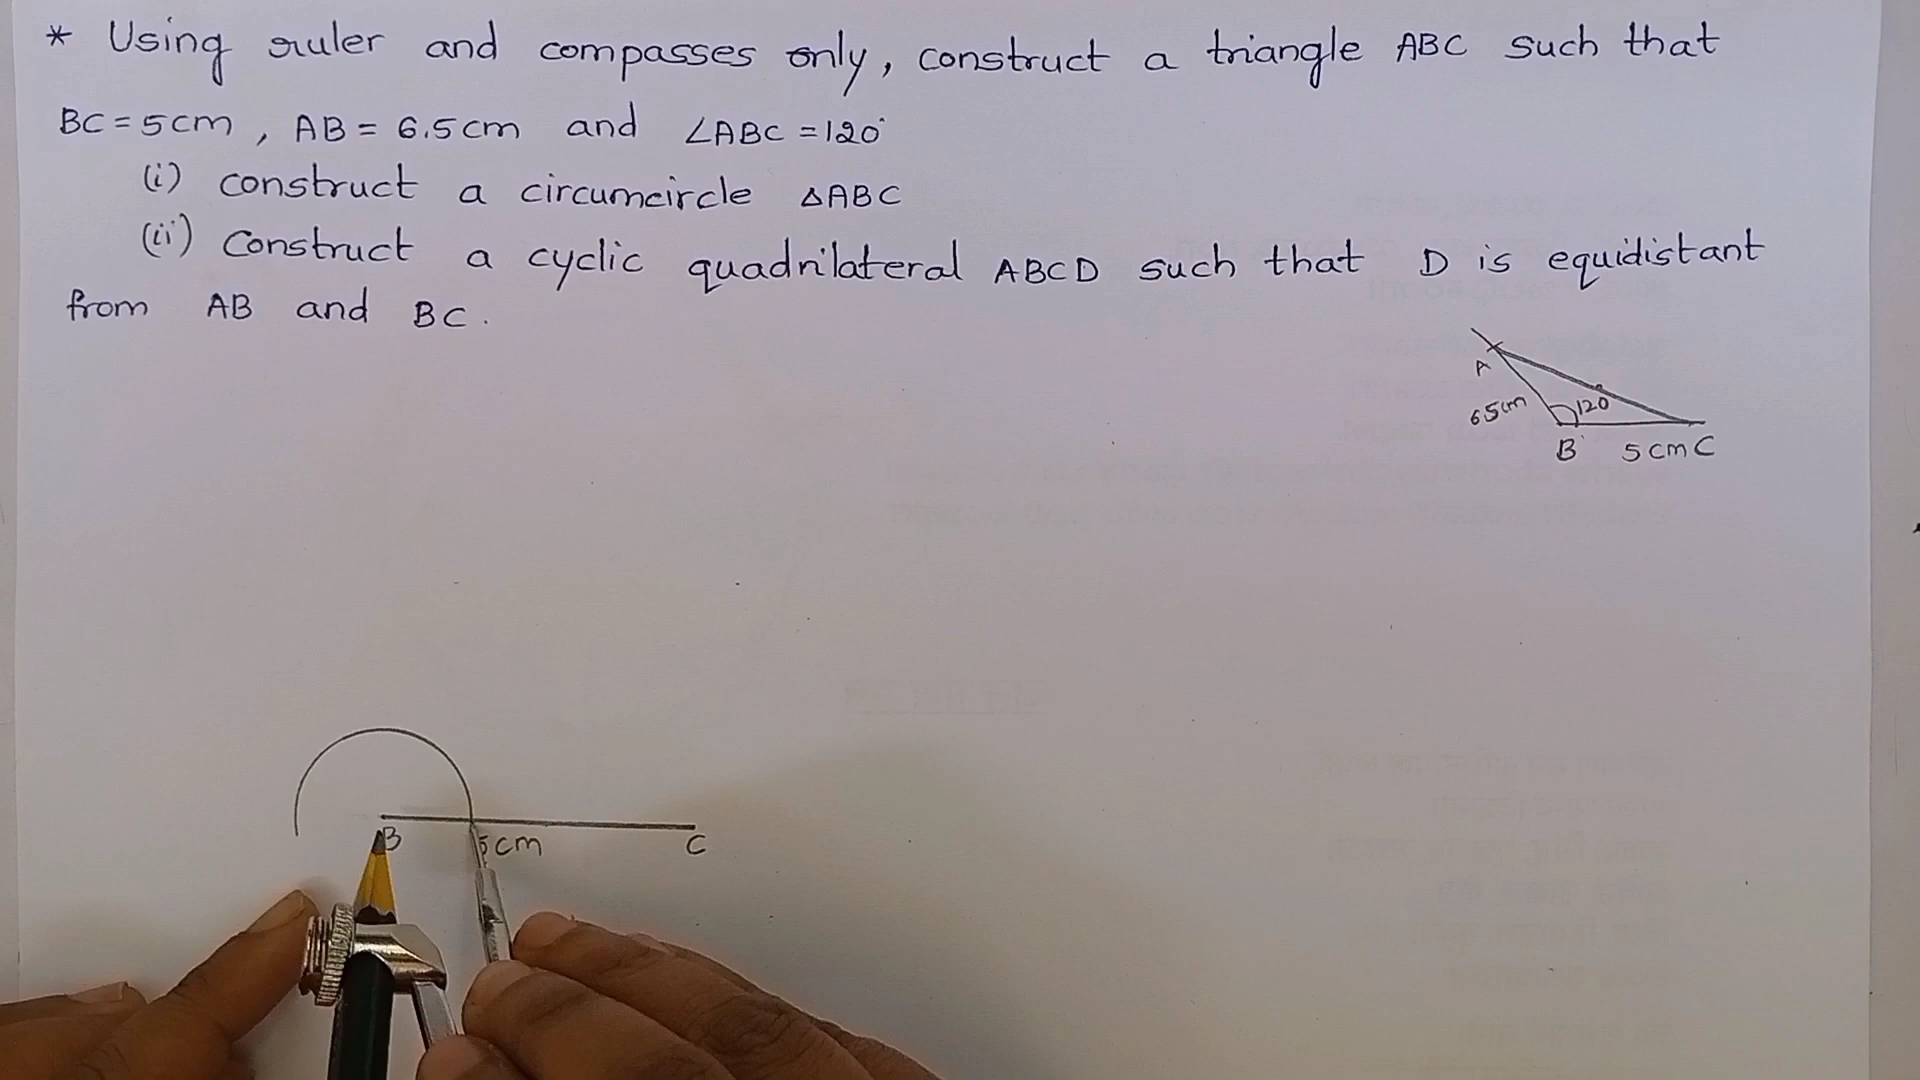 * Using ruler and compasses only, construct a triangle ABC such that
BC = 5cm, AB = 6.5cm and ∠ABC = 120°
(i) construct a circumcircle △ABC
(ii) Construct a cyclic quadrilateral ABCD such that D is equidistant
from AB and BC.
A
6.5cm
120
B 5cm C
B 5cm C